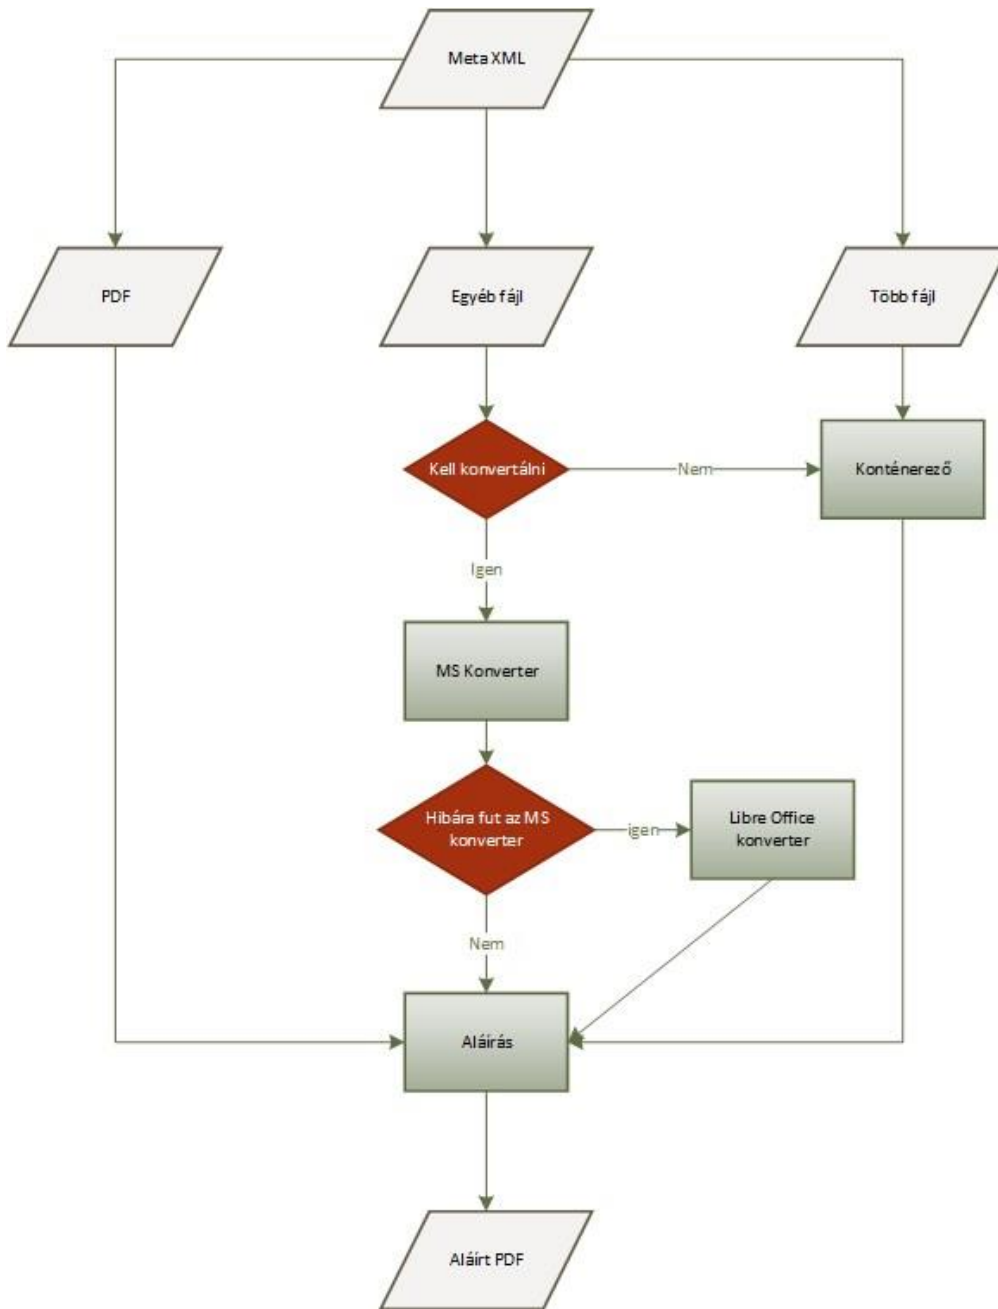 Meta XML
PDF
Egyéb fájl
Több fájl
Kell konvertálni
Nem
Konténerező
Igen
MS Konverter
Hibára fut az MS
konverter
igen
Libre Office
konverter
Nem
Aláírás
Aláírt PDF